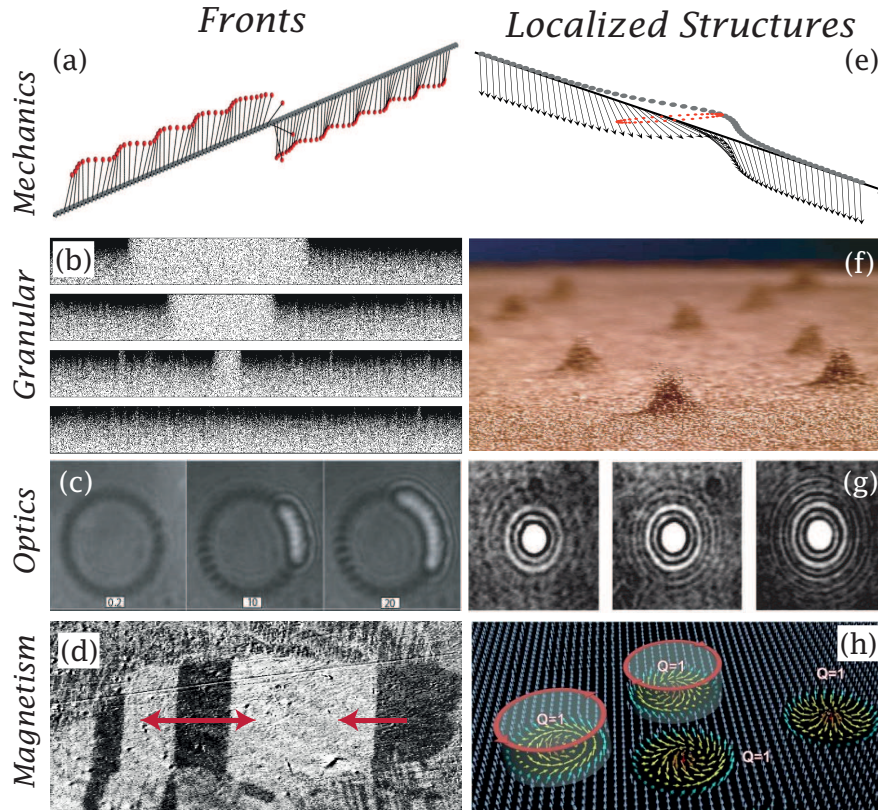 Fronts
Localized Structures
Mechanics
(a)
(e)
Granular
(b)
(f)
Optics
(c)
0.2
10
20
(g)
Magnetism
(d)
(h)
Q=1
Q=1
Q=1
Q=1